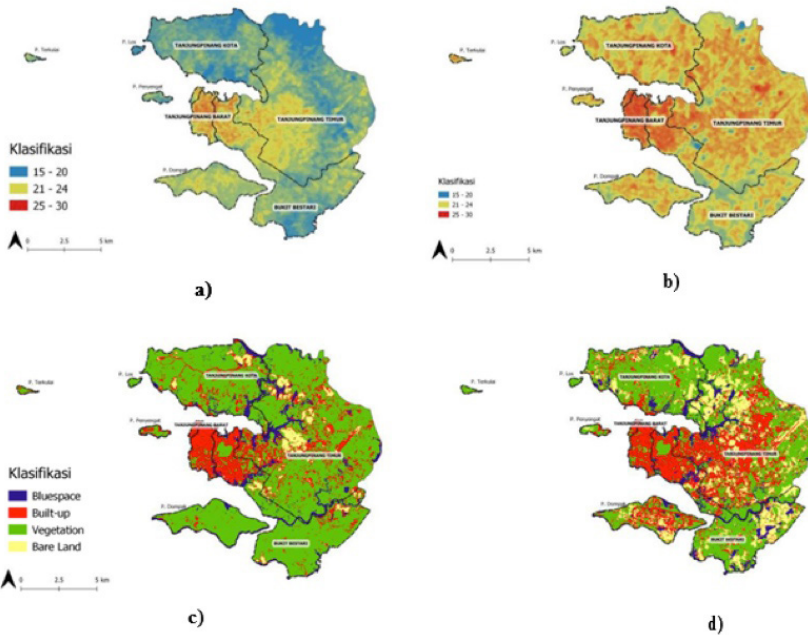 P. Terkulai
P. Los
TANJUNGPINANG KOTA
P. Penyengat
TANJUNGPINANG BARAT
TANJUNGPINANG TIMUR
P. Dompak
BUKIT BESTARI
Klasifikasi
15 - 20
21 - 24
25 - 30
0 2.5 5 km
a)
P. Terkulai
P. Los
TANJUNGPINANG KOTA
P. Penyengat
TANJUNGPINANG BARAT
TANJUNGPINANG TIMUR
P. Dompak
BUKIT BESTARI
Klasifikasi
15 - 20
21 - 24
25 - 30
0 2.5 5 km
b)
P. Terkulai
P. Los
TANJUNGPINANG KOTA
P. Penyengat
TANJUNGPINANG BARAT
TANJUNGPINANG TIMUR
P. Dompak
BUKIT BESTARI
Klasifikasi
Bluespace
Built-up
Vegetation
Bare Land
0 2.5 5 km
c)
P. Terkulai
P. Los
TANJUNGPINANG KOTA
P. Penyengat
TANJUNGPINANG BARAT
TANJUNGPINANG TIMUR
P. Dompak
BUKIT BESTARI
d)